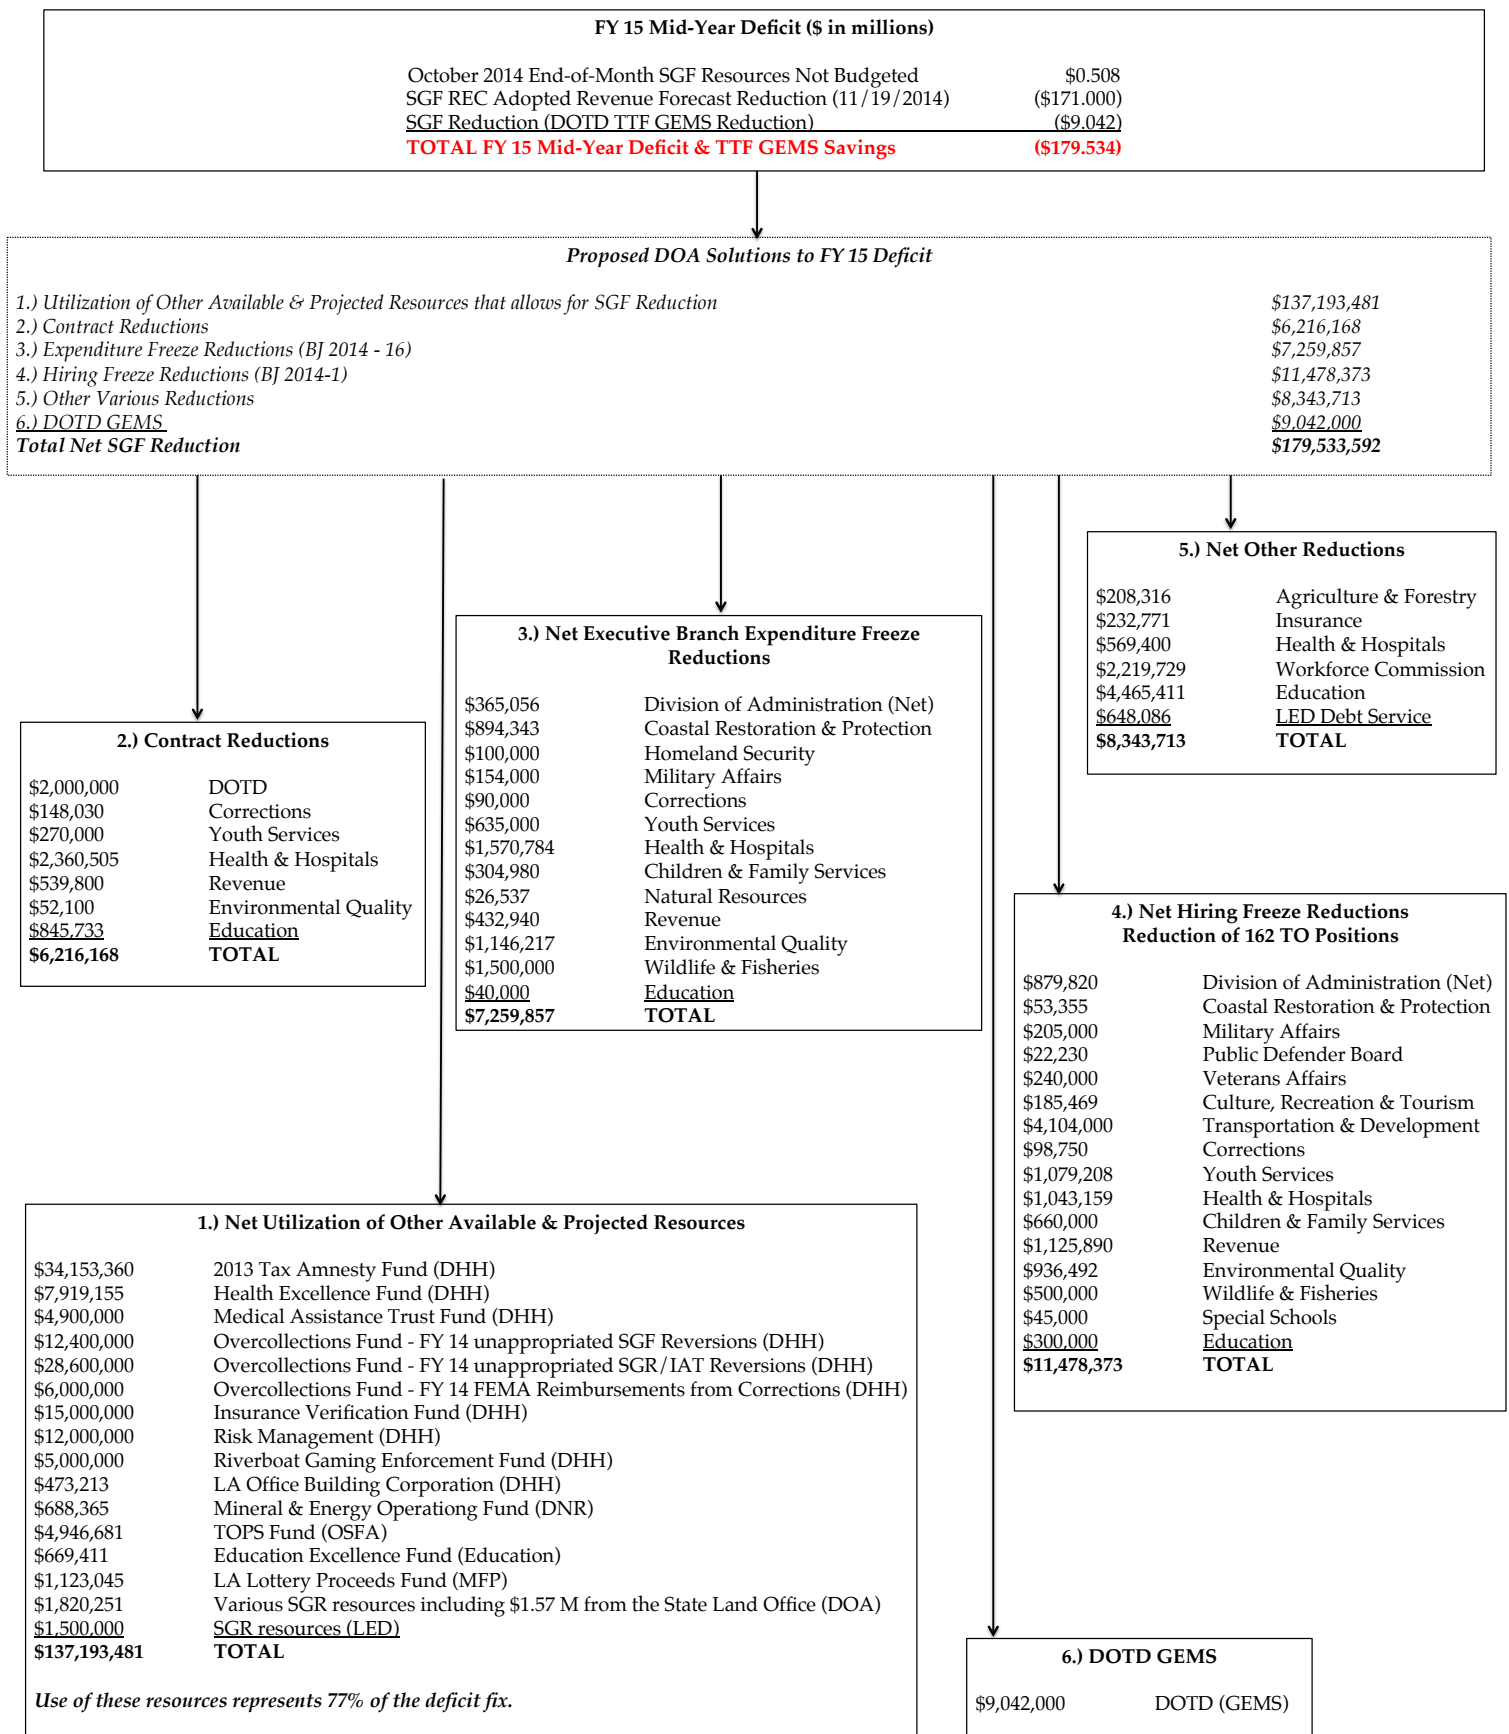 FY 15 Mid-Year Deficit ($ in millions)
October 2014 End-of-Month SGF Resources Not Budgeted $0.508
SGF REC Adopted Revenue Forecast Reduction (11/19/2014) ($171.000)
SGF Reduction (DOTD TTF GEMS Reduction) ($9.042)
TOTAL FY 15 Mid-Year Deficit & TTF GEMS Savings ($179.534)
Proposed DOA Solutions to FY 15 Deficit
1.) Utilization of Other Available & Projected Resources that allows for SGF Reduction $137,193,481
2.) Contract Reductions $6,216,168
3.) Expenditure Freeze Reductions (BJ 2014 - 16) $7,259,857
4.) Hiring Freeze Reductions (BJ 2014-1) $11,478,373
5.) Other Various Reductions $8,343,713
6.) DOTD GEMS $9,042,000
Total Net SGF Reduction $179,533,592
5.) Net Other Reductions
$208,316 Agriculture & Forestry
$232,771 Insurance
$569,400 Health & Hospitals
$2,219,729 Workforce Commission
$4,465,411 Education
$648,086 LED Debt Service
$8,343,713 TOTAL
3.) Net Executive Branch Expenditure Freeze
Reductions
$365,056 Division of Administration (Net)
$894,343 Coastal Restoration & Protection
$100,000 Homeland Security
$154,000 Military Affairs
$90,000 Corrections
$635,000 Youth Services
$1,570,784 Health & Hospitals
$304,980 Children & Family Services
$26,537 Natural Resources
$432,940 Revenue
$1,146,217 Environmental Quality
$1,500,000 Wildlife & Fisheries
$40,000 Education
$7,259,857 TOTAL
2.) Contract Reductions
$2,000,000 DOTD
$148,030 Corrections
$270,000 Youth Services
$2,360,505 Health & Hospitals
$539,800 Revenue
$52,100 Environmental Quality
$845,733 Education
$6,216,168 TOTAL
4.) Net Hiring Freeze Reductions
Reduction of 162 TO Positions
$879,820 Division of Administration (Net)
$53,355 Coastal Restoration & Protection
$205,000 Military Affairs
$22,230 Public Defender Board
$240,000 Veterans Affairs
$185,469 Culture, Recreation & Tourism
$4,104,000 Transportation & Development
$98,750 Corrections
$1,079,208 Youth Services
$1,043,159 Health & Hospitals
$660,000 Children & Family Services
$1,125,890 Revenue
$936,492 Environmental Quality
$500,000 Wildlife & Fisheries
$45,000 Special Schools
$300,000 Education
$11,478,373 TOTAL
1.) Net Utilization of Other Available & Projected Resources
$34,153,360 2013 Tax Amnesty Fund (DHH)
$7,919,155 Health Excellence Fund (DHH)
$4,900,000 Medical Assistance Trust Fund (DHH)
$12,400,000 Overcollections Fund - FY 14 unappropriated SGF Reversions (DHH)
$28,600,000 Overcollections Fund - FY 14 unappropriated SGR/IAT Reversions (DHH)
$6,000,000 Overcollections Fund - FY 14 FEMA Reimbursements from Corrections (DHH)
$15,000,000 Insurance Verification Fund (DHH)
$12,000,000 Risk Management (DHH)
$5,000,000 Riverboat Gaming Enforcement Fund (DHH)
$473,213 LA Office Building Corporation (DHH)
$688,365 Mineral & Energy Operationg Fund (DNR)
$4,946,681 TOPS Fund (OSFA)
$669,411 Education Excellence Fund (Education)
$1,123,045 LA Lottery Proceeds Fund (MFP)
$1,820,251 Various SGR resources including $1.57 M from the State Land Office (DOA)
$1,500,000 SGR resources (LED)
$137,193,481 TOTAL
Use of these resources represents 77% of the deficit fix.
6.) DOTD GEMS
$9,042,000 DOTD (GEMS)